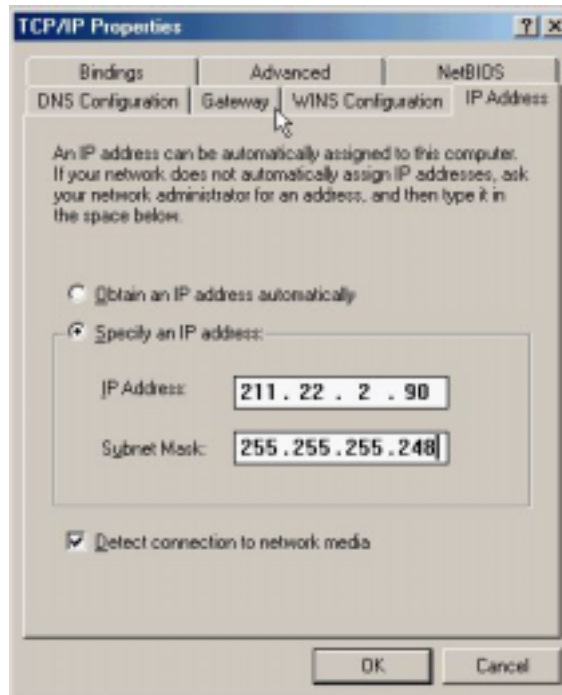 TCP/IP Properties
Bindings Advanced NetBIOS
DNS Configuration Gateway WINS Configuration IP Address
An IP address can be automatically assigned to this computer.
If your network does not automatically assign IP addresses, ask
your network administrator for an address, and then type it in
the space below.
Obtain an IP address automatically
Specify an IP address:
IP Address: 211 . 22 . 2 . 90
Subnet Mask: 255 . 255 . 255 . 248
Detect connection to network media
OK Cancel